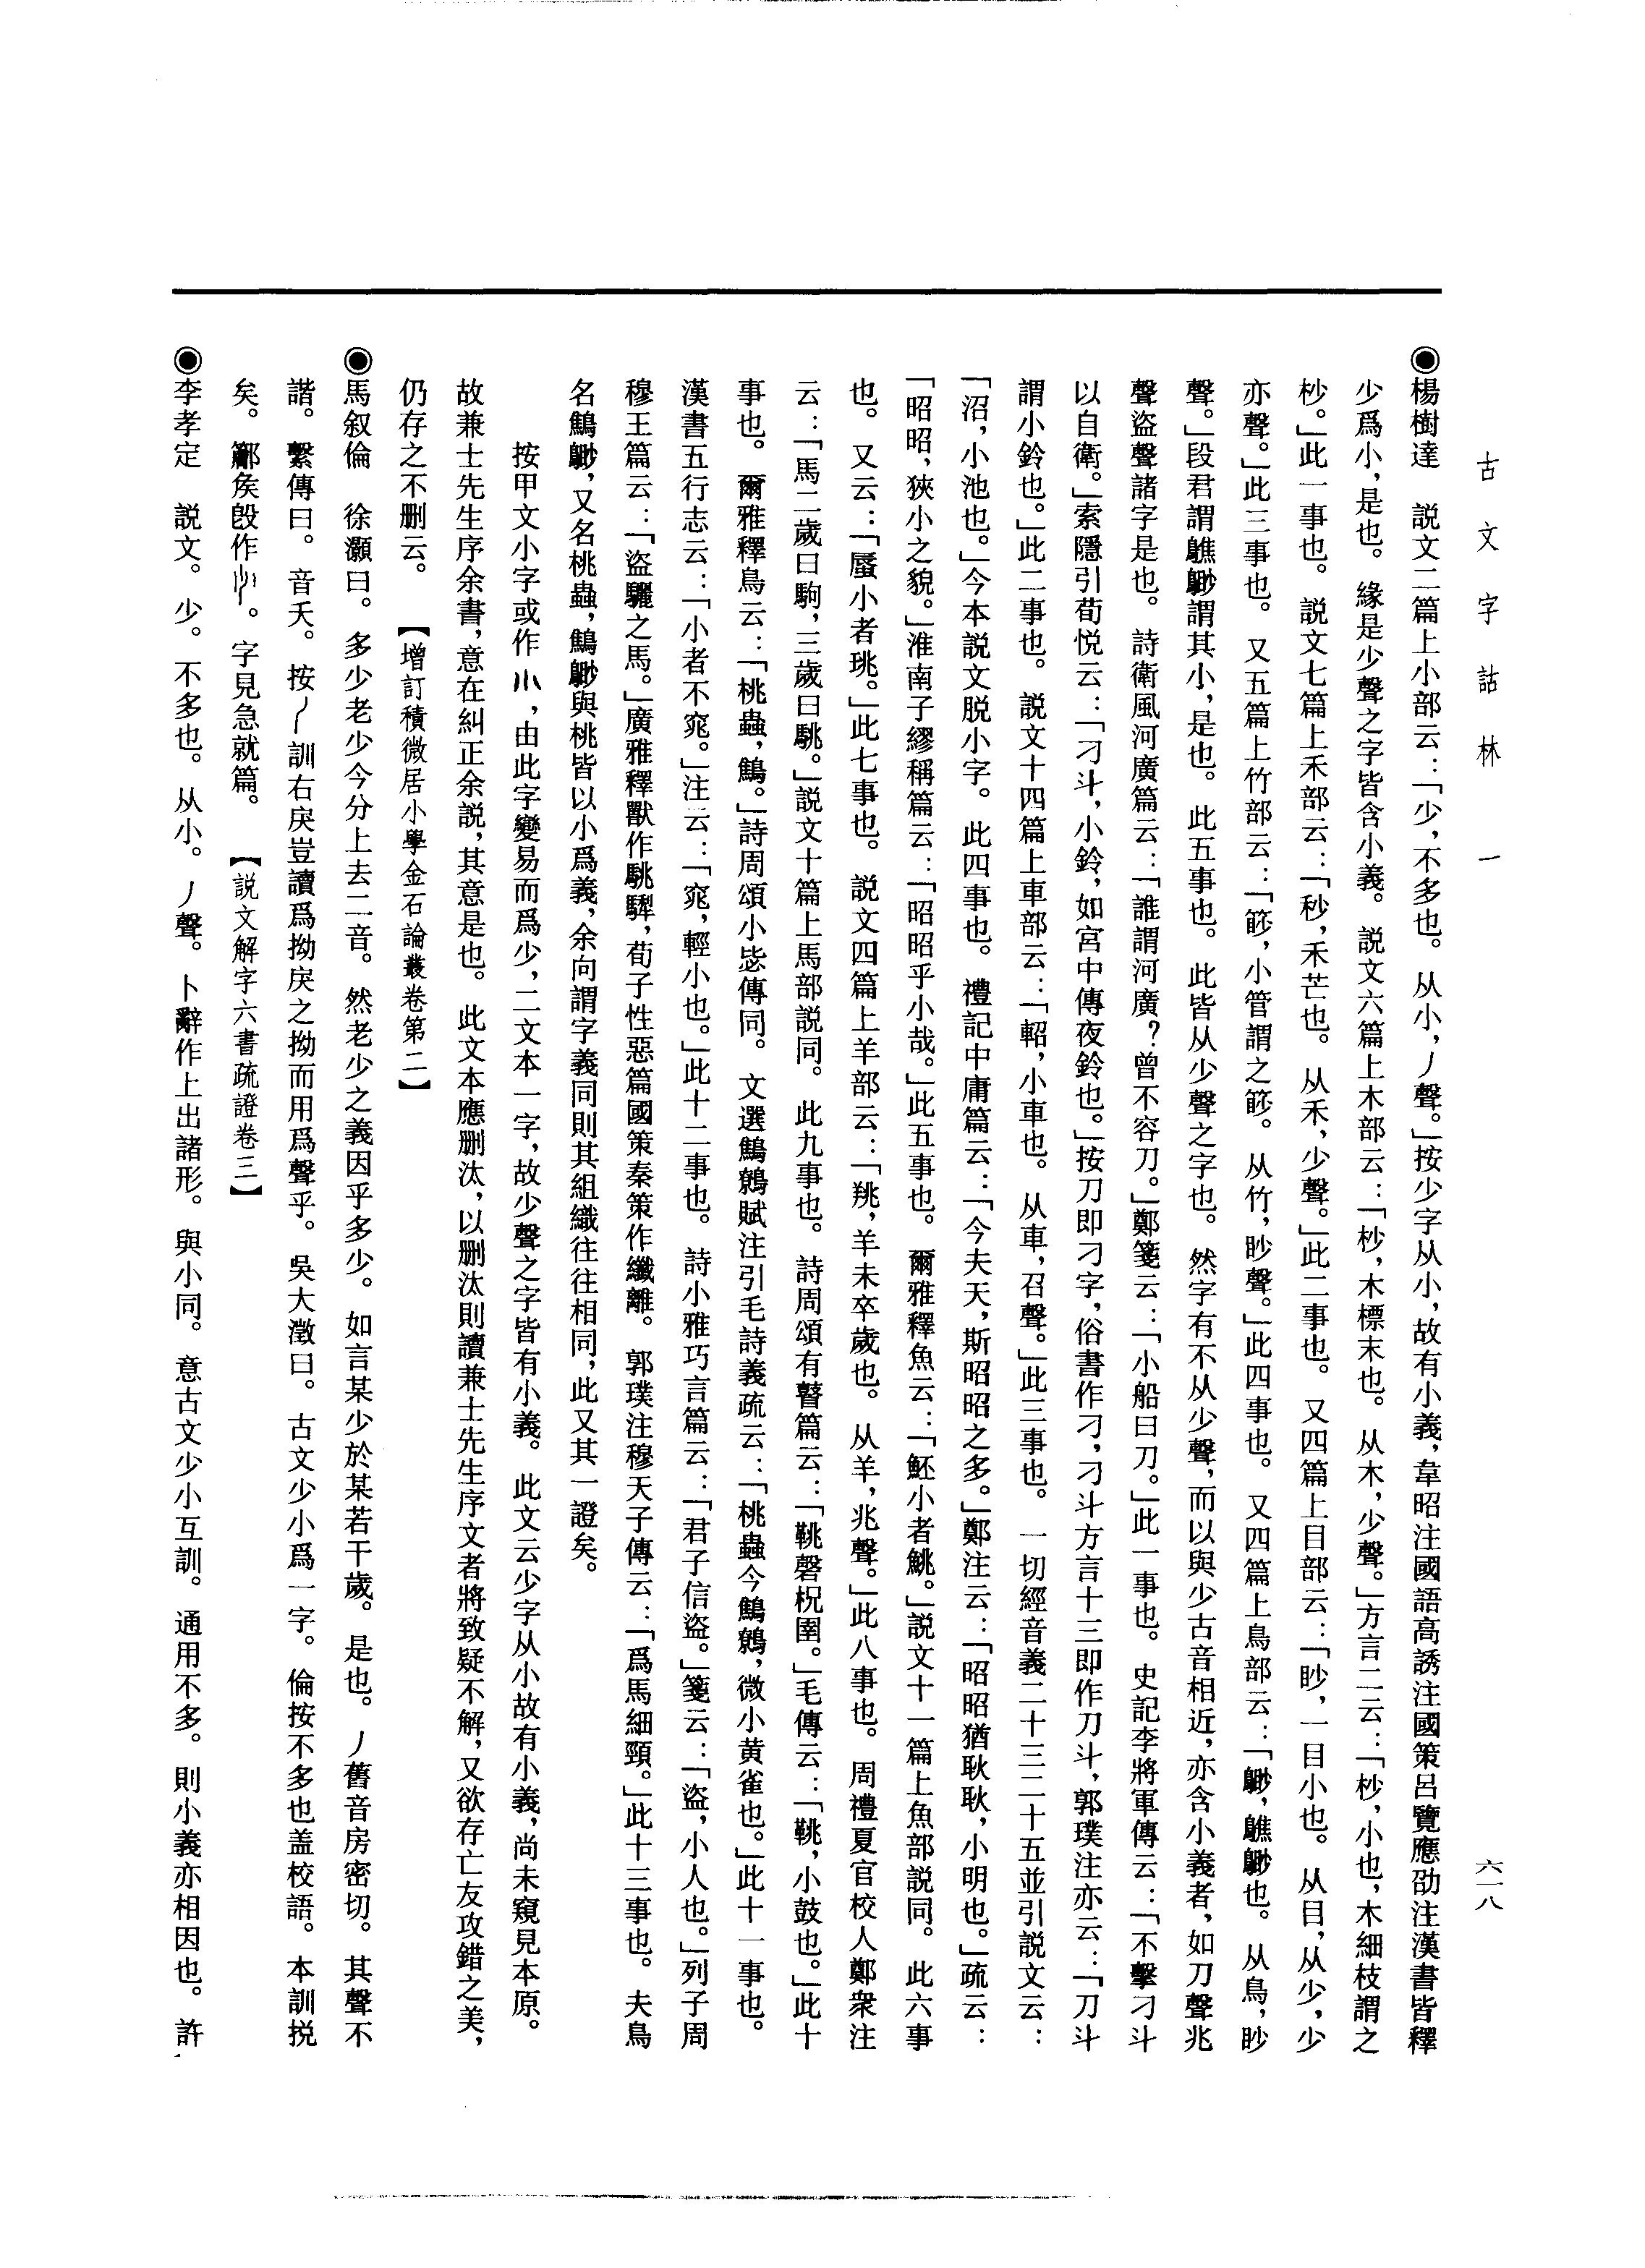 古文字詁林 一
六一八
◉楊樹達　說文二篇上小部云：「少，不多也。从小，丿聲。」按少字从小，故有小義，韋昭注國語高誘注國策呂覽應劭注漢書皆釋
少爲小，是也。緣是少聲之字皆含小義。說文六篇上木部云：「杪，木標末也。从木，少聲。」方言二云：「杪，小也，木細枝謂之
杪。」此一事也。説文七篇上禾部云：「秒，禾芒也。从禾，少聲。」此二事也。又四篇上目部云：「眇，一目小也。从目，从少，少
亦聲。」此三事也。又五篇上竹部云：「篎，小管謂之篎。从竹，眇聲。」此四事也。又四篇上鳥部云：「䳚，鷦䳚也。从鳥，眇
聲。」段君謂鷦䳚謂其小，是也。此五事也。此皆从少聲之字也。然字有不从少聲，而以與少古音相近，亦含小義者，如刀聲兆
聲盜聲諸字是也。詩衛風河廣篇云：「誰謂河廣？曾不容刀。」鄭箋云：「小船曰刀。」此一事也。史記李將軍傳云：「不擊刁斗
以自衛。」索隱引荀悅云：「刁斗，小鈴，如宮中傳夜鈴也。」按刀即刁字，俗書作刁，刁斗方言十三即作刀斗，郭璞注亦云：「刀斗
謂小鈴也。」此二事也。説文十四篇上車部云：「軺，小車也。从車，召聲。」此三事也。一切經音義二十三二十五並引説文云：
「沼，小池也。」今本説文脱小字。此四事也。禮記中庸篇云：「今夫天，斯昭昭之多。」鄭注云：「昭昭猶耿耿，小明也。」疏云：
「昭昭，狹小之貌。」淮南子繆稱篇云：「昭昭乎小哉。」此五事也。爾雅釋魚云：「鮛小者鮡。」説文十一篇上魚部説同。此六事
也。又云：「蜃小者珧。」此七事也。説文四篇上羊部云：「羜，羊未卒歲也。从羊，兆聲。」此八事也。周禮夏官校人鄭衆注
云：「馬二歲曰駒，三歲曰駣。」説文十篇上馬部説同。此九事也。詩周頌有瞽篇云：「鞉磬柷圉。」毛傳云：「鞉，小鼓也。」此十
事也。爾雅釋鳥云：「桃蟲，鷦。」詩周頌小毖傳同。文選鷦鷯賦注引毛詩義疏云：「桃蟲今鷦鷯，微小黄雀也。」此十一事也。
漢書五行志云：「小者不窕。」注云：「窕，輕小也。」此十二事也。詩小雅巧言篇云：「君子信盜。」箋云：「盜，小人也。」列子周
穆王篇云：「盜驪之馬。」廣雅釋獸作駣騨，荀子性惡篇國策秦策作纖離。郭璞注穆天子傳云：「爲馬細頸。」此十三事也。夫鳥
名鷦䳚，又名桃蟲，鷦䳚與桃皆以小爲義，余向謂字義同則其組織往往相同，此又其一證矣。
按甲文小字或作，由此字變易而爲少，二文本一字，故少聲之字皆有小義。此文云少字从小故有小義，尚未窺見本原。
故兼士先生序余書，意在糾正余説，其意是也。此文本應刪汰，以刪汰則讀兼士先生序文者將致疑不解，又欲存亡友攻錯之美，
仍存之不刪云。【增訂積微居小學金石論叢卷第二】
◉馬叙倫　徐灝曰。多少老少今分上去二音。然老少之義因乎多少。如言某少於某若干歲。是也。丿舊音房密切。其聲不
諧。繫傳曰。音夭。按訓右戾豈讀爲拗戾之拗而用爲聲乎。吳大澂曰。古文少小爲一字。倫按不多也盖校語。本訓挩
矣。鄦矦𣪘作。字見急就篇。【説文解字六書疏證卷三】
◉李孝定　説文。少。不多也。从小。丿聲。卜辭作上出諸形。與小同。意古文少小互訓。通用不多。則小義亦相因也。許